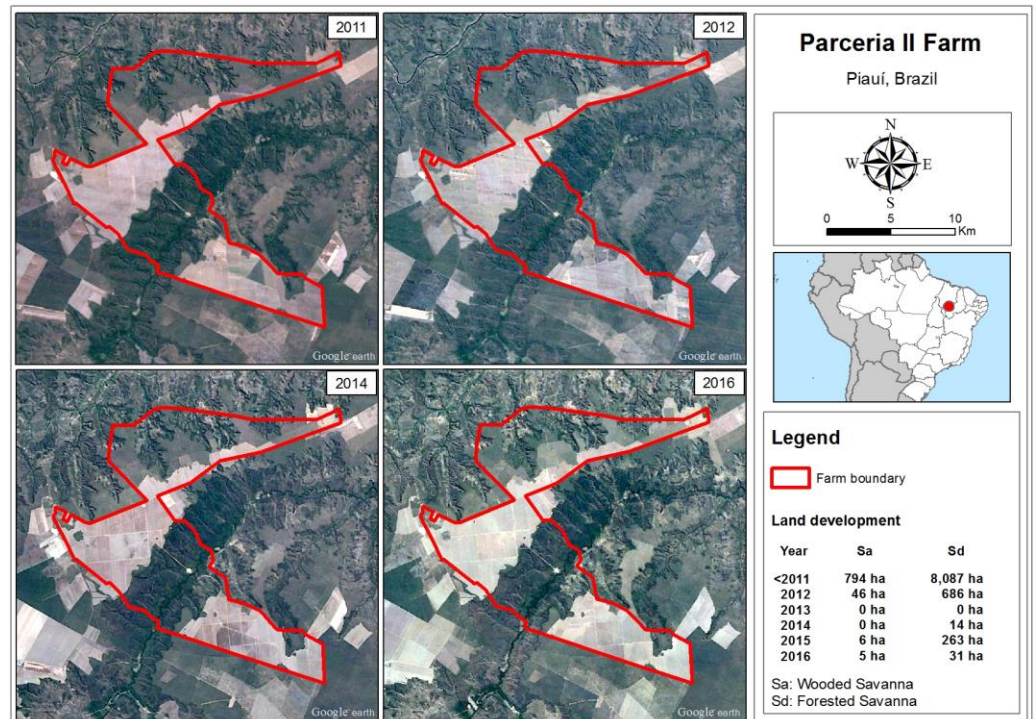 2011
2012
2014
2016
Google earth
Google earth
Google earth
Google earth
Parceria II Farm
Piauí, Brazil
N
W E
S
0 5 10
Km
Legend
Farm boundary
Land development
Year Sa Sd
<2011 794 ha 8,087 ha
2012 46 ha 686 ha
2013 0 ha 0 ha
2014 0 ha 14 ha
2015 6 ha 263 ha
2016 5 ha 31 ha
Sa: Wooded Savanna
Sd: Forested Savanna